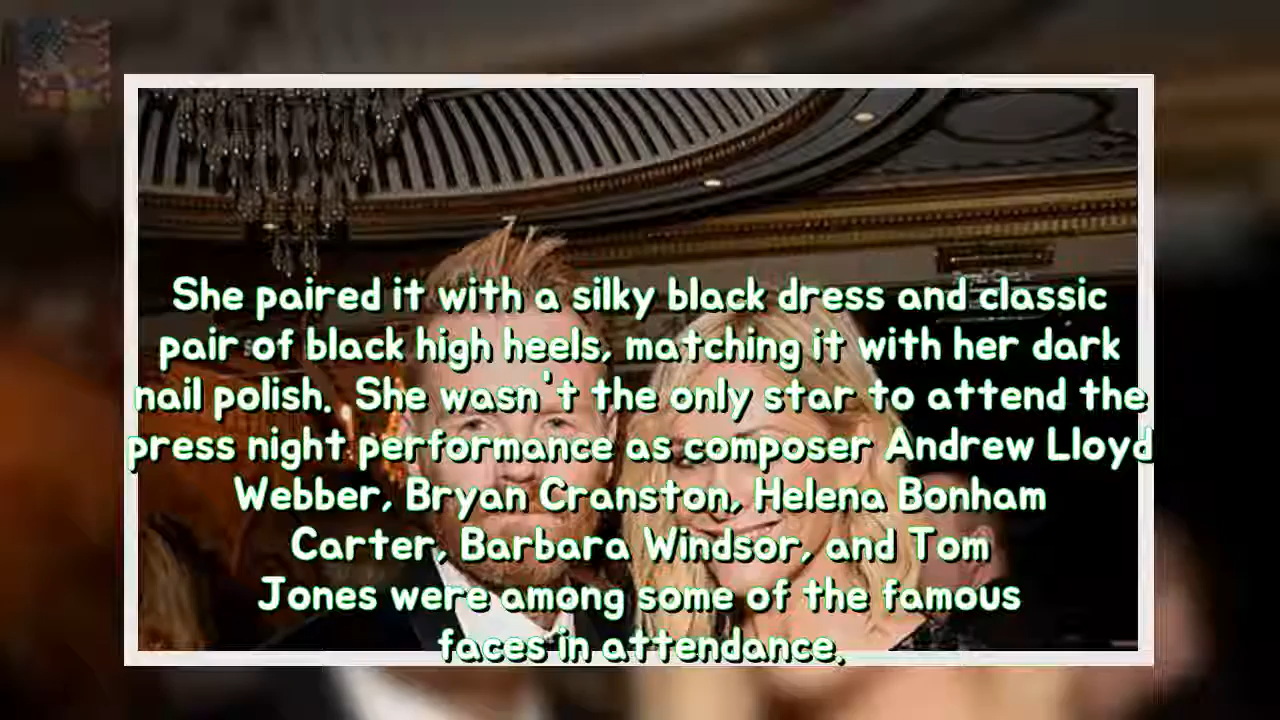 She paired it with a silky black dress and classic
pair of black high heels, matching it with her dark
nail polish.  She wasn't the only star to attend the
press night performance as composer Andrew Lloyd
Webber, Bryan Cranston, Helena Bonham
Carter, Barbara Windsor, and Tom
Jones were among some of the famous
faces in attendance.